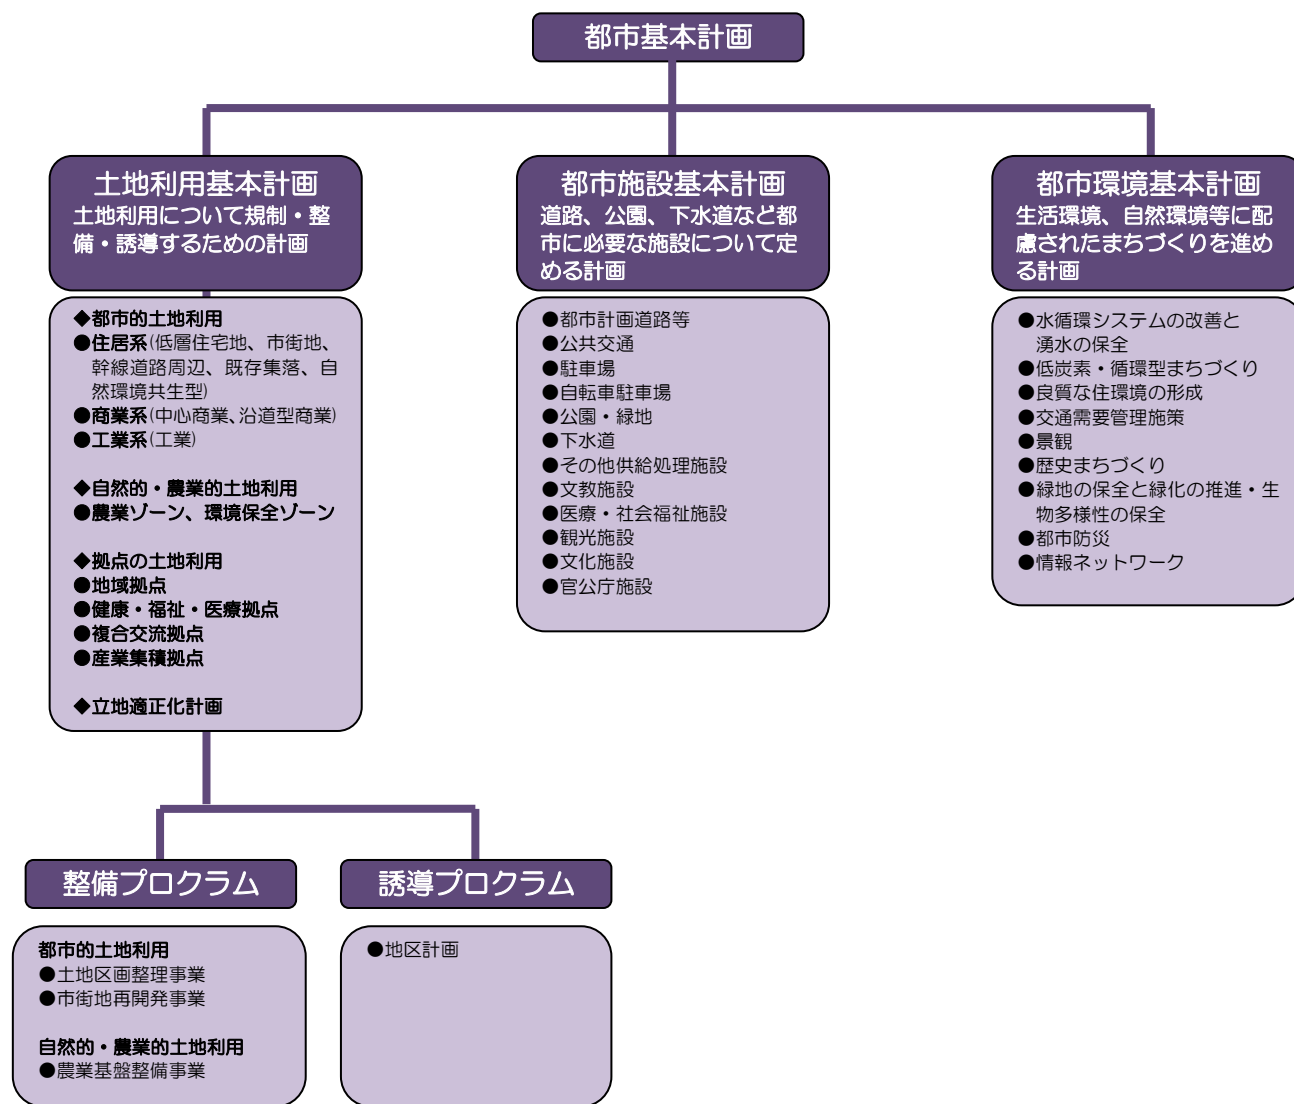 都市基本計画
土地利用基本計画
土地利用について規制・整
備・誘導するための計画
◆都市的土地利用
●住居系(低層住宅地、市街地、
幹線道路周辺、既存集落、自
然環境共生型)
●商業系(中心商業、沿道型商業)
●工業系(工業)
◆自然的・農業的土地利用
●農業ゾーン、環境保全ゾーン
◆拠点の土地利用
●地域拠点
●健康・福祉・医療拠点
●複合交流拠点
●産業集積拠点
◆立地適正化計画
都市施設基本計画
道路、公園、下水道など都
市に必要な施設について定
める計画
●都市計画道路等
●公共交通
●駐車場
●自転車駐車場
●公園・緑地
●下水道
●その他供給処理施設
●文教施設
●医療・社会福祉施設
●観光施設
●文化施設
●官公庁施設
都市環境基本計画
生活環境、自然環境等に配
慮されたまちづくりを進め
る計画
●水循環システムの改善と
湧水の保全
●低炭素・循環型まちづくり
●良質な住環境の形成
●交通需要管理施策
●景観
●歴史まちづくり
●緑地の保全と緑化の推進・生
物多様性の保全
●都市防災
●情報ネットワーク
整備プログラム
都市的土地利用
●土地区画整理事業
●市街地再開発事業
自然的・農業的土地利用
●農業基盤整備事業
誘導プログラム
●地区計画